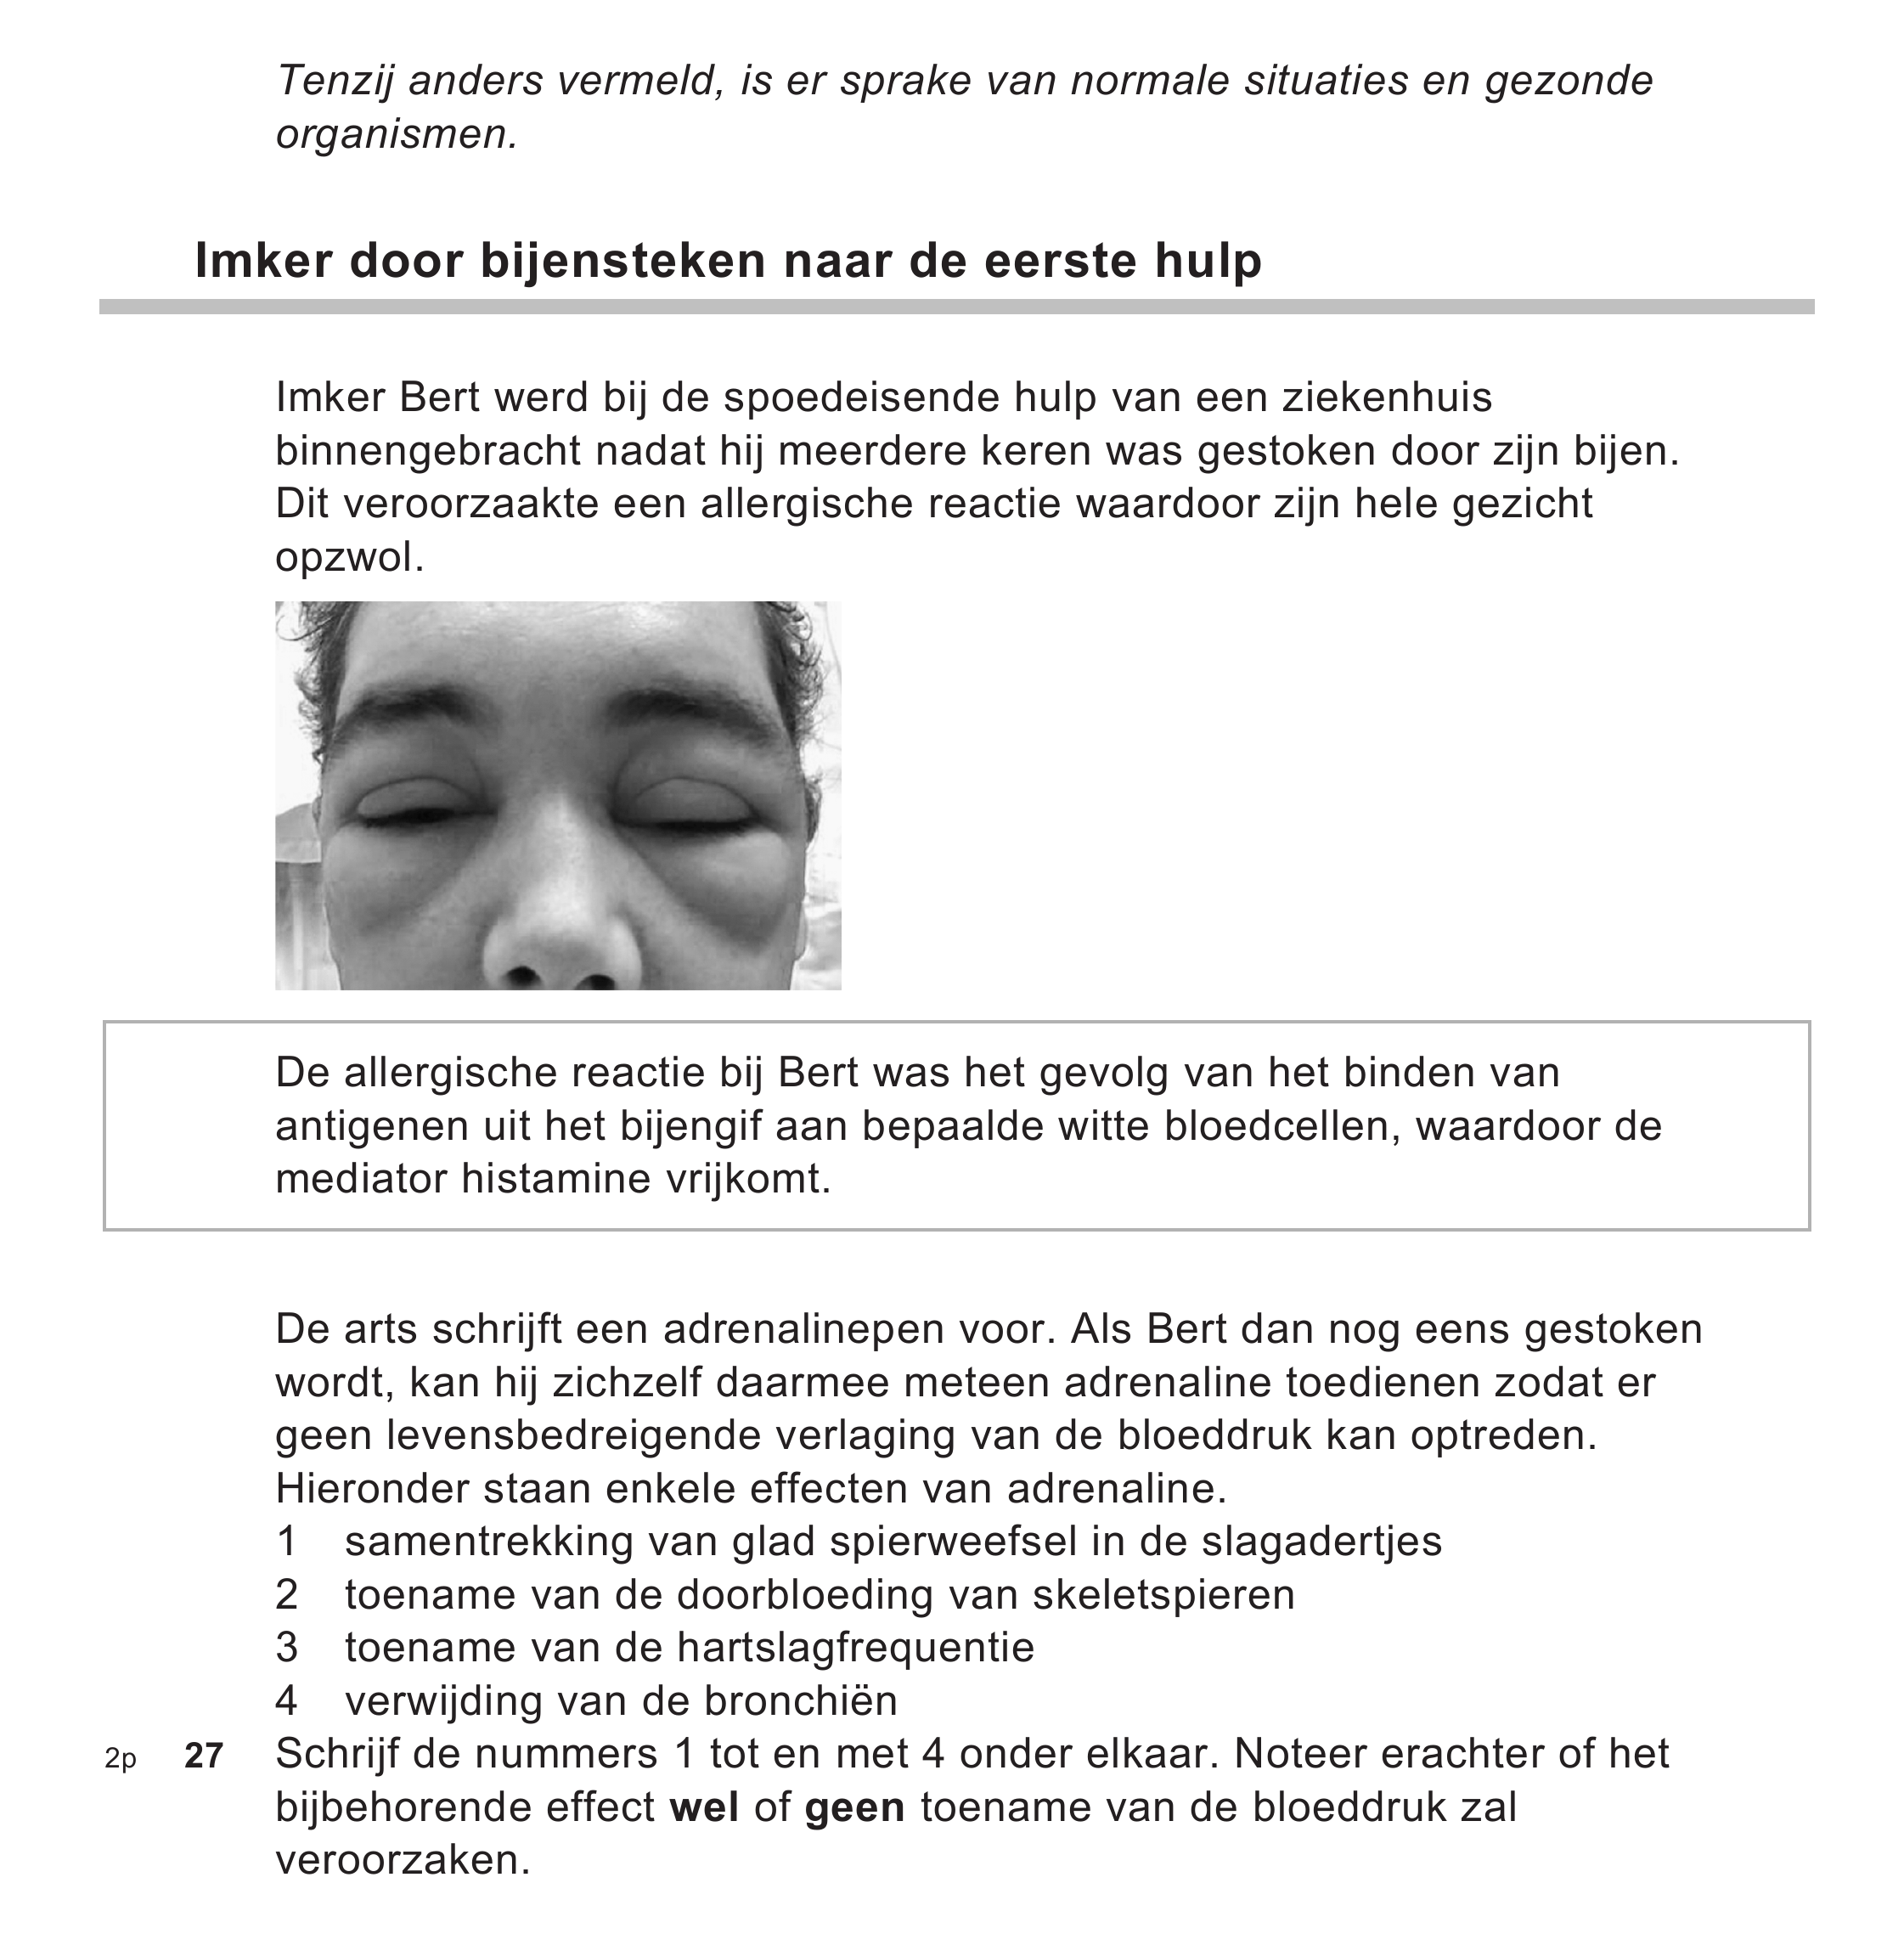 Tenzij anders vermeld, is er sprake van normale situaties en gezonde
organismen.
Imker door bijensteken naar de eerste hulp
Imker Bert werd bij de spoedeisende hulp van een ziekenhuis
binnengebracht nadat hij meerdere keren was gestoken door zijn bijen.
Dit veroorzaakte een allergische reactie waardoor zijn hele gezicht
opzwol.
De allergische reactie bij Bert was het gevolg van het binden van
antigenen uit het bijengif aan bepaalde witte bloedcellen, waardoor de
mediator histamine vrijkomt.
De arts schrijft een adrenalinepen voor. Als Bert dan nog eens gestoken
wordt, kan hij zichzelf daarmee meteen adrenaline toedienen zodat er
geen levensbedreigende verlaging van de bloeddruk kan optreden.
Hieronder staan enkele effecten van adrenaline.
1 samentrekking van glad spierweefsel in de slagadertjes
2 toename van de doorbloeding van skeletspieren
3 toename van de hartslagfrequentie
4 verwijding van de bronchiën
2p 27 Schrijf de nummers 1 tot en met 4 onder elkaar. Noteer erachter of het
bijbehorende effect wel of geen toename van de bloeddruk zal
veroorzaken.